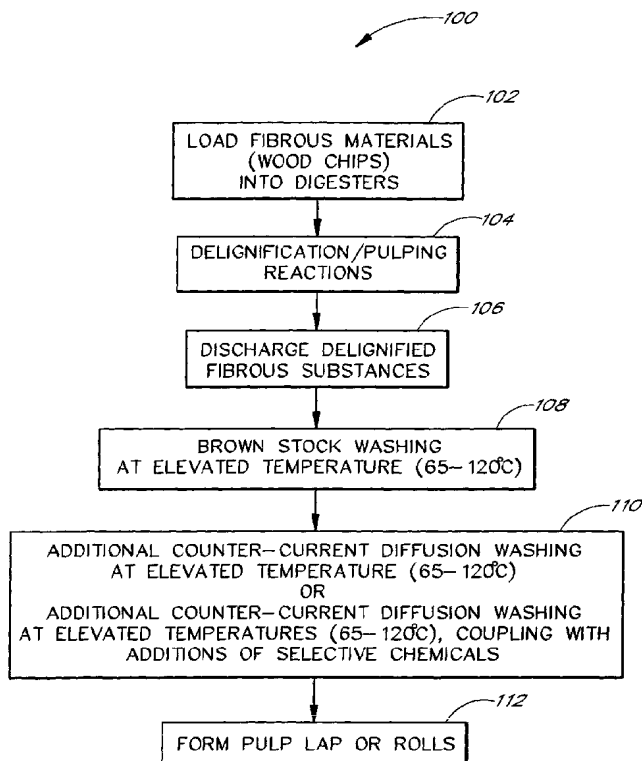 100
102
LOAD FIBROUS MATERIALS
(WOOD CHIPS)
INTO DIGESTERS
104
DELIGNIFICATION/PULPING
REACTIONS
106
DISCHARGE DELIGNIFIED
FIBROUS SUBSTANCES
108
BROWN STOCK WASHING
AT ELEVATED TEMPERATURE (65-120°C)
110
ADDITIONAL COUNTER-CURRENT DIFFUSION WASHING
AT ELEVATED TEMPERATURE (65-120°C)
OR
ADDITIONAL COUNTER-CURRENT DIFFUSION WASHING
AT ELEVATED TEMPERATURES (65-120°C), COUPLING WITH
ADDITIONS OF SELECTIVE CHEMICALS
112
FORM PULP LAP OR ROLLS